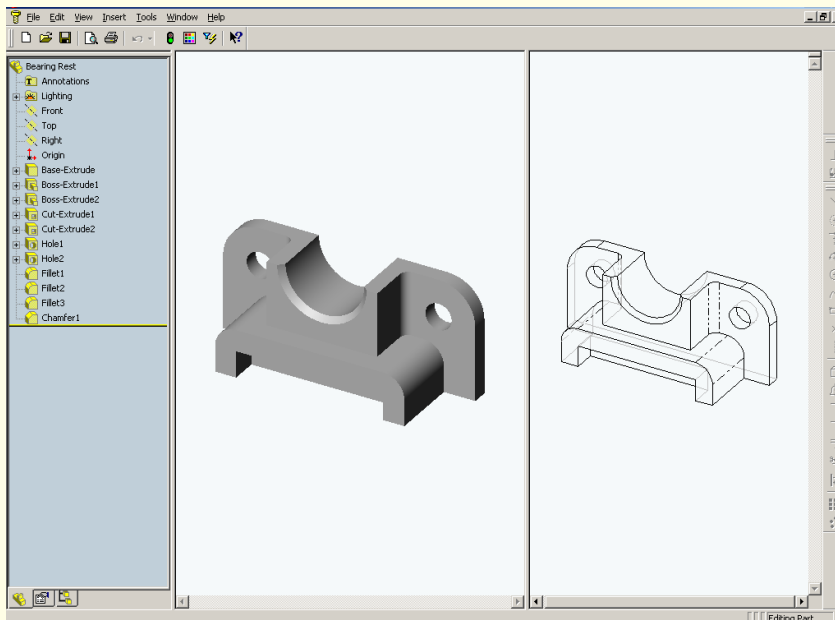 File Edit View Insert Tools Window Help
Bearing Rest
Annotations
Lighting
Front
Top
Right
Origin
Base-Extrude
Boss-Extrude1
Boss-Extrude2
Cut-Extrude1
Cut-Extrude2
Hole1
Hole2
Fillet1
Fillet2
Fillet3
Chamfer1
Editing Part